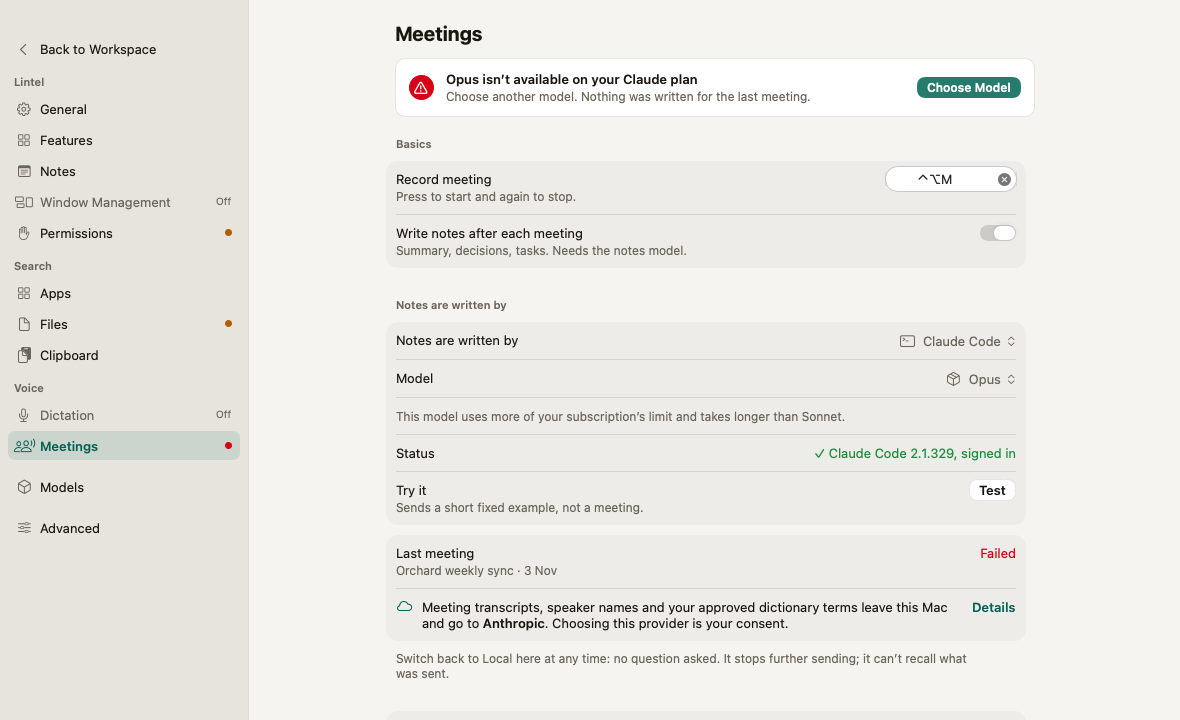 Back to Workspace
Lintel
General
Features
Notes
Window Management Off
Permissions
Search
Apps
Files
Clipboard
Voice
Dictation Off
Meetings
Models
Advanced
Meetings
Opus isn’t available on your Claude plan
Choose another model. Nothing was written for the last meeting.
Choose Model
Basics
Record meeting
^⌥M
Press to start and again to stop.
Write notes after each meeting
Summary, decisions, tasks. Needs the notes model.
Notes are written by
Notes are written by Claude Code
Model Opus
This model uses more of your subscription’s limit and takes longer than Sonnet.
Status ✓ Claude Code 2.1.329, signed in
Try it
Test
Sends a short fixed example, not a meeting.
Last meeting Failed
Orchard weekly sync · 3 Nov
Meeting transcripts, speaker names and your approved dictionary terms leave this Mac
and go to Anthropic. Choosing this provider is your consent.
Details
Switch back to Local here at any time: no question asked. It stops further sending; it can’t recall what
was sent.